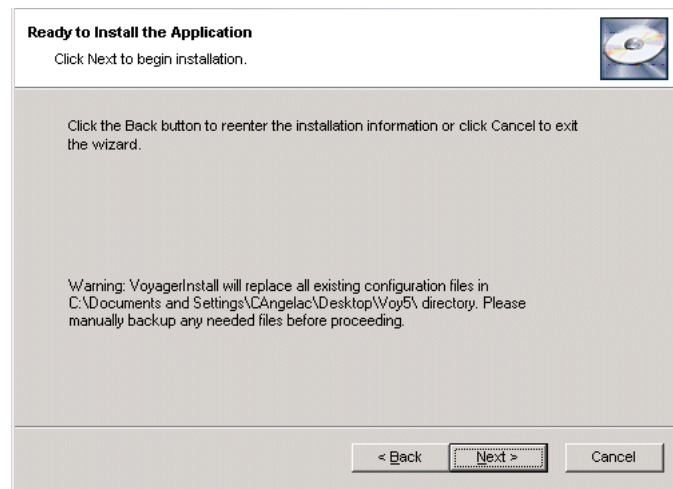 Ready to Install the Application
Click Next to begin installation.
Click the Back button to reenter the installation information or click Cancel to exit
the wizard.
Warning: VoyagerInstall will replace all existing configuration files in
C:\Documents and Settings\CAngelac\Desktop\Voy5\ directory. Please
manually backup any needed files before proceeding.
< Back
Next >
Cancel